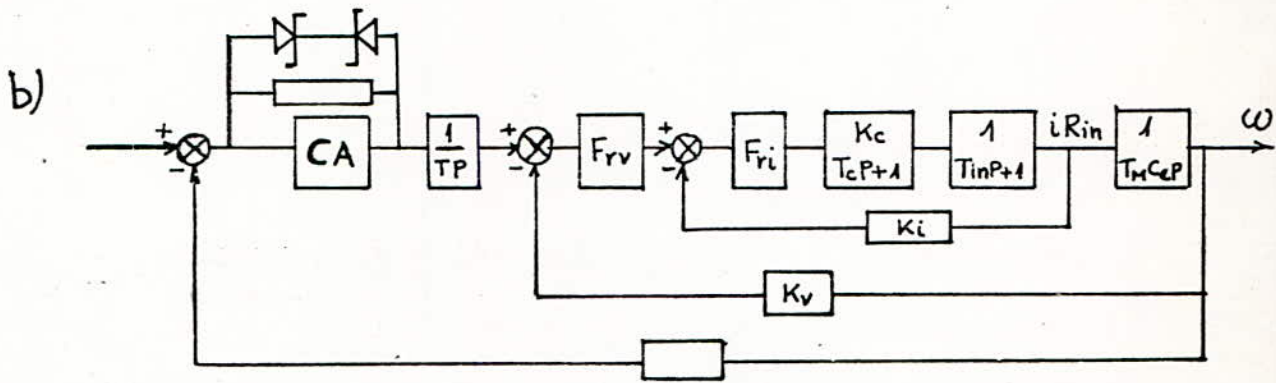 b)
+
-
CA
1
TP
+
-
Frv
+
-
Fri
Kc
TcP+1
1
TinP+1
iRin
1
TMCeP
ω
Ki
Kv